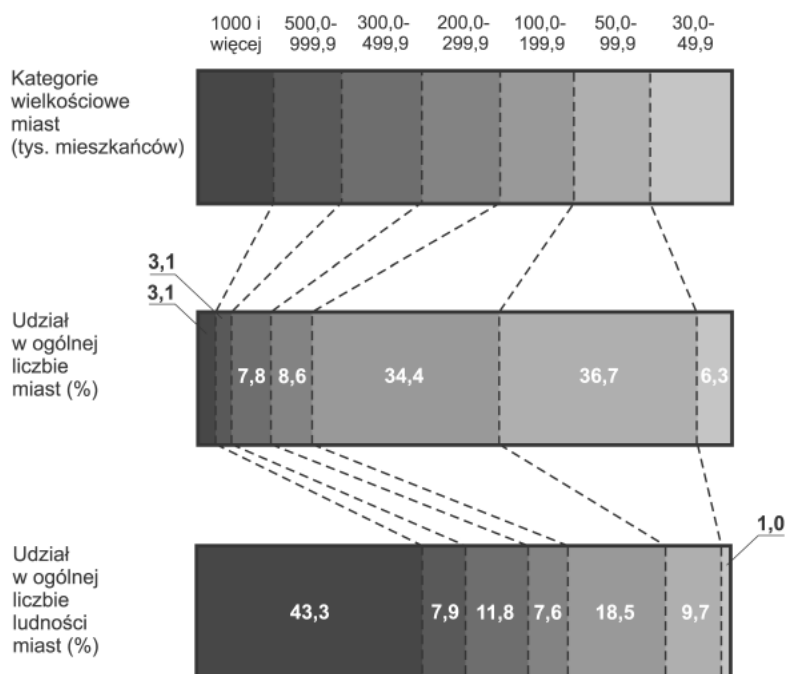 1000 i
więcej
500,0-
999,9
300,0-
499,9
200,0-
299,9
100,0-
199,9
50,0-
99,9
30,0-
49,9
Kategorie
wielkościowe
miast
(tys. mieszkańców)
3,1
3,1
Udział
w ogólnej
liczbie
miast (%)
7,8
8,6
34,4
36,7
6,3
1,0
Udział
w ogólnej
liczbie
ludności
miast (%)
43,3
7,9
11,8
7,6
18,5
9,7